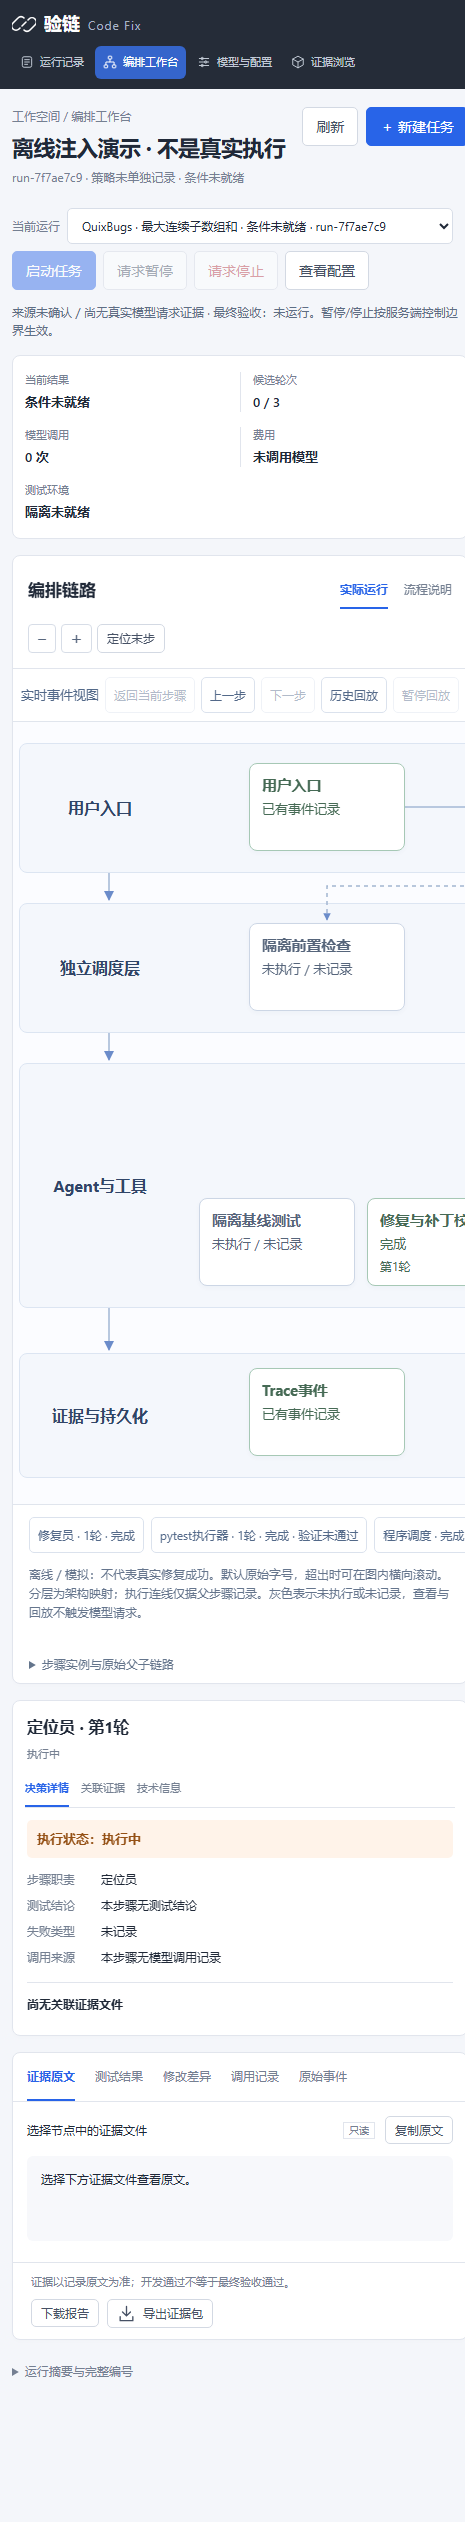 验链 Code Fix
运行记录 编排工作台 模型与配置 证据浏览
工作空间 / 编排工作台
刷新 + 新建任务
离线注入演示 · 不是真实执行
run-7f7ae7c9 · 策略未单独记录 · 条件未就绪
当前运行 QuixBugs · 最大连续子数组和 · 条件未就绪 · run-7f7ae7c9
启动任务 请求暂停 请求停止 查看配置
来源未确认 / 尚无真实模型请求证据 · 最终验收：未运行。暂停/停止按服务端控制边
界生效。
当前结果 候选轮次
条件未就绪 0 / 3
模型调用 费用
0 次 未调用模型
测试环境
隔离未就绪
编排链路 实际运行 流程说明
− + 定位末步
实时事件视图 返回当前步骤 上一步 下一步 历史回放 暂停回放
用户入口
用户入口
已有事件记录
独立调度层
隔离前置检查
未执行 / 未记录
Agent与工具
隔离基线测试
未执行 / 未记录
修复与补丁校
完成
第1轮
证据与持久化
Trace事件
已有事件记录
修复员 · 1轮 · 完成 pytest执行器 · 1轮 · 完成 · 验证未通过 程序调度 · 完成
离线 / 模拟：不代表真实修复成功。默认原始字号，超出时可在图内横向滚动。
分层为架构映射；执行连线仅据父步骤记录。灰色表示未执行或未记录，查看与
回放不触发模型请求。
步骤实例与原始父子链路
定位员 · 第1轮
执行中
决策详情 关联证据 技术信息
执行状态：执行中
步骤职责 定位员
测试结论 本步骤无测试结论
失败类型 未记录
调用来源 本步骤无模型调用记录
尚无关联证据文件
证据原文 测试结果 修改差异 调用记录 原始事件
选择节点中的证据文件 只读 复制原文
选择下方证据文件查看原文。
证据以记录原文为准；开发通过不等于最终验收通过。
下载报告 导出证据包
运行摘要与完整编号